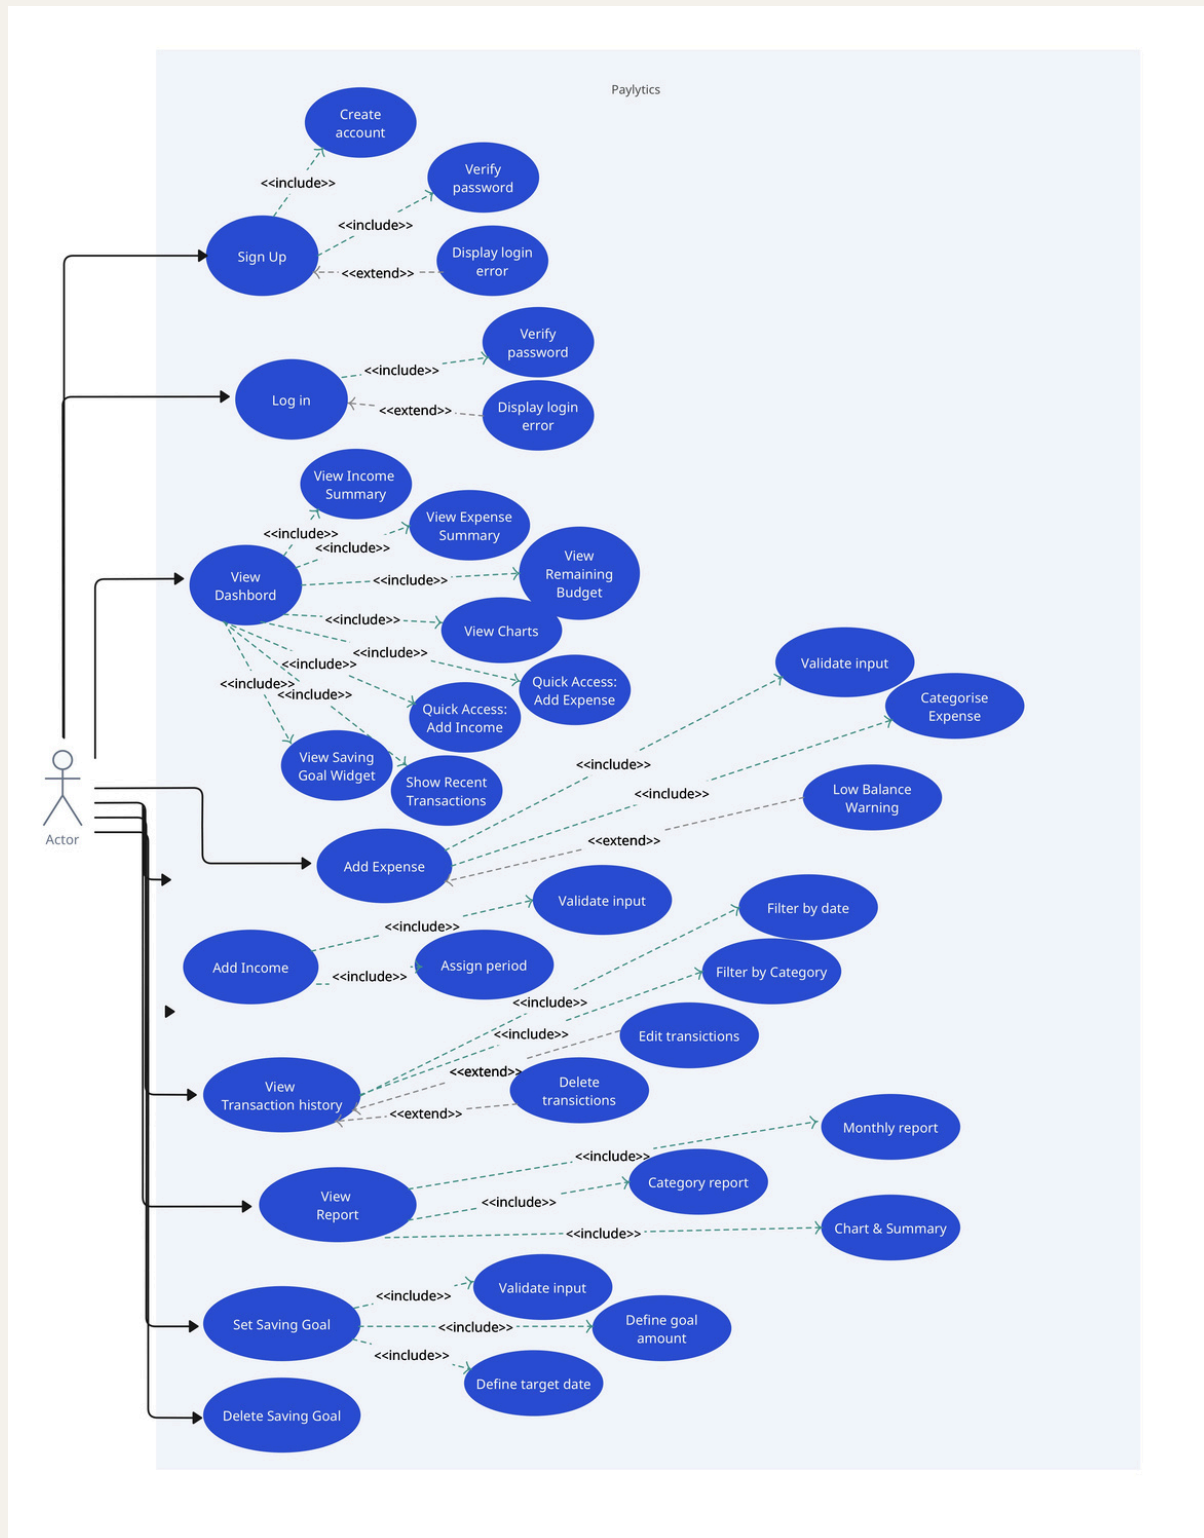 Paylytics
Create
account
<<include>>
Verify
password
<<include>>
Sign Up
Display login
error
<<extend>>
Verify
password
<<include>>
Log in
Display login
error
<<extend>>
View Income
Summary
<<include>>
View Expense
Summary
<<include>>
View
Dashbord
View
Remaining
Budget
<<include>>
<<include>>
View Charts
<<include>>
<<include>>
<<include>>
<<include>>
Quick Access:
Add Expense
Quick Access:
Add Income
View Saving
Goal Widget
Show Recent
Transactions
Validate input
Categorise
Expense
<<include>>
<<include>>
Low Balance
Warning
<<extend>>
Actor
Add Expense
Validate input
<<include>>
Add Income
<<include>>
Assign period
Filter by date
Filter by Category
<<include>>
<<include>>
Edit transictions
<<extend>>
View
Transaction history
Delete
transictions
<<extend>>
Monthly report
<<include>>
Category report
View
Report
<<include>>
<<include>>
Chart & Summary
Validate input
<<include>>
Set Saving Goal
<<include>>
Define goal
amount
<<include>>
Define target date
Delete Saving Goal